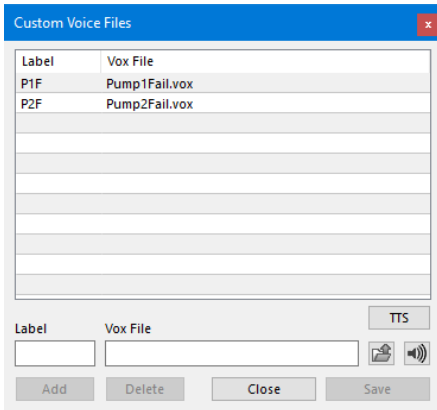 Custom Voice Files x
Label Vox File
P1F Pump1Fail.vox
P2F Pump2Fail.vox
TTS
Label Vox File
Add Delete Close Save